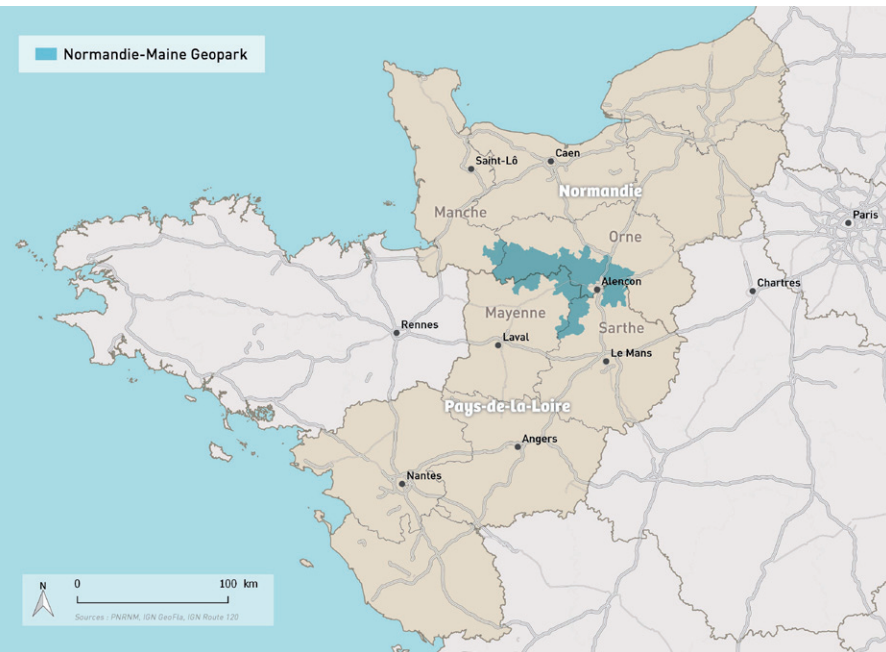 Normandie-Maine Geopark
Caen
Saint-Lô
Normandie
Manche
Paris
Orne
Alençon
Chartres
Mayenne
Rennes
Sarthe
Laval
Le Mans
Pays-de-la-Loire
Angers
Nantes
N
0 100 km
Sources : PNRNM, IGN GeoFla, IGN Route 120